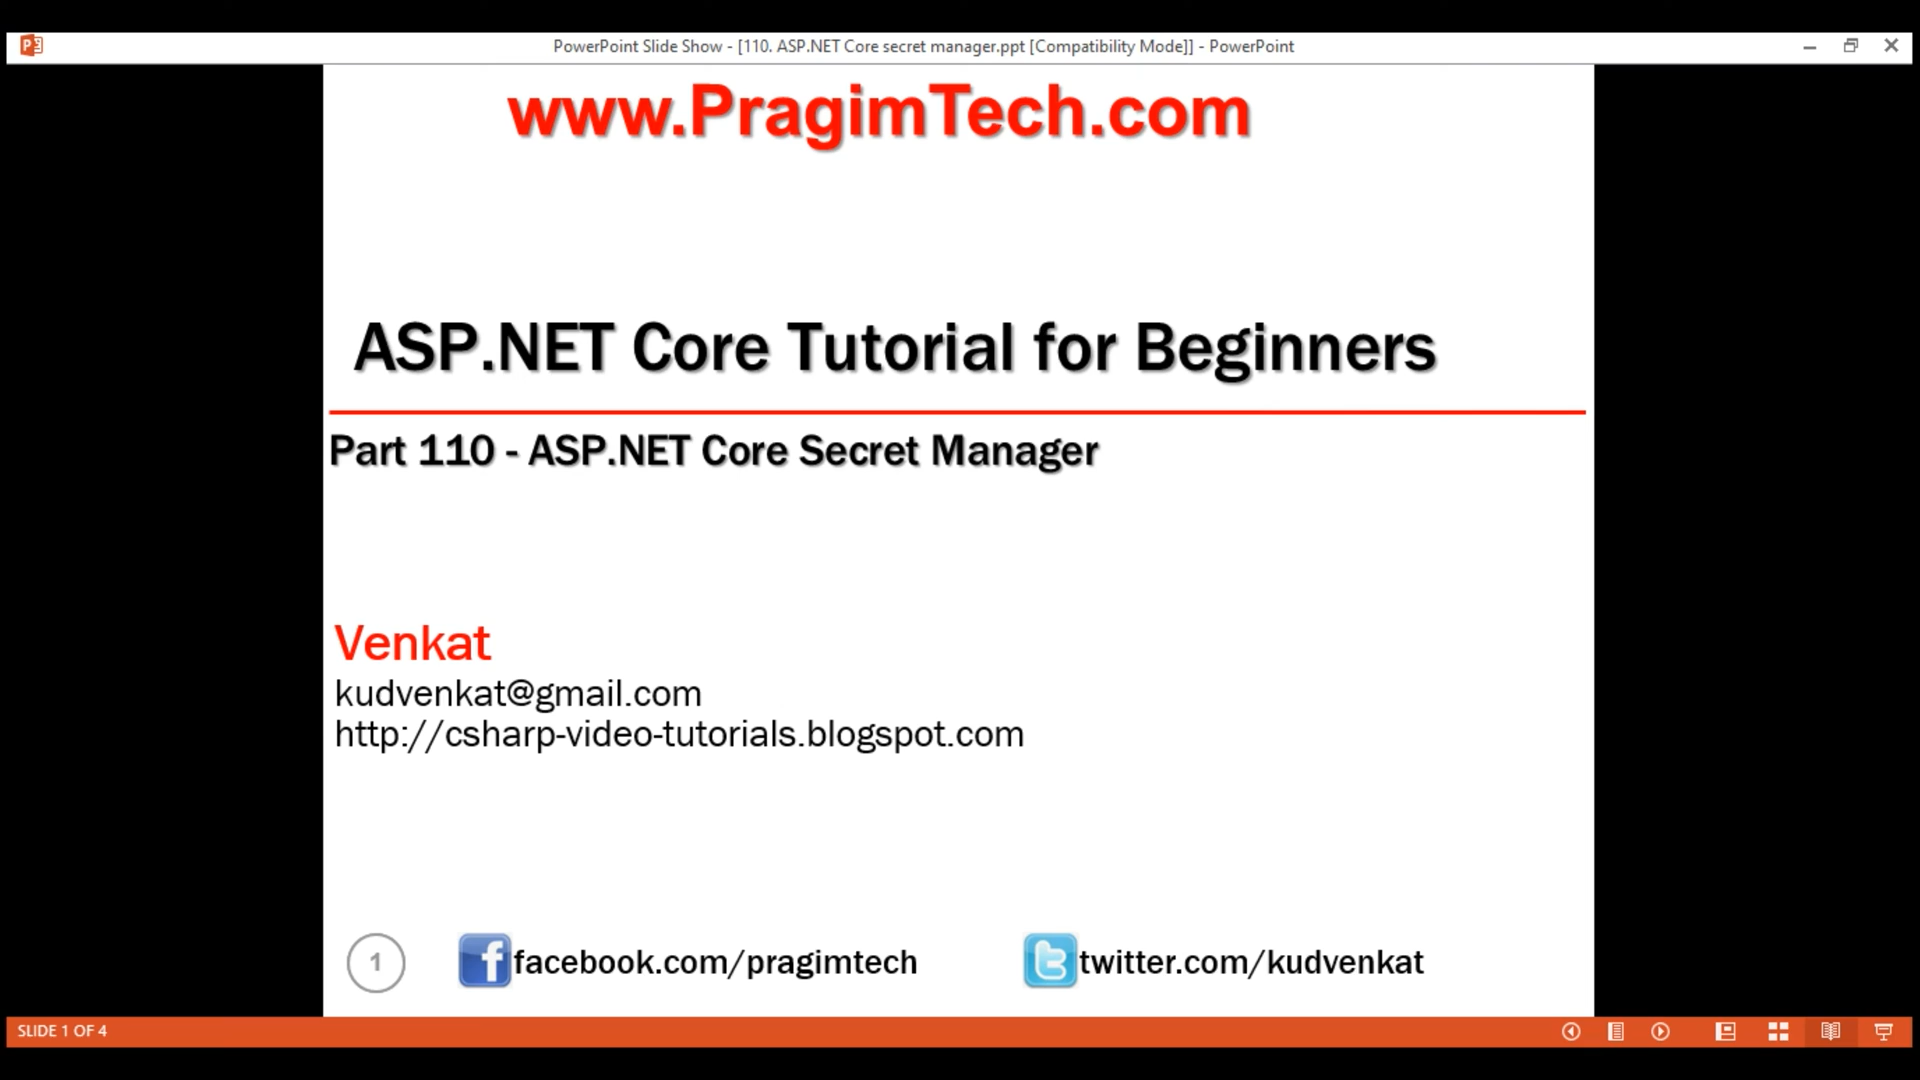 PowerPoint Slide Show - [110. ASP.NET Core secret manager.ppt [Compatibility Mode]] - PowerPoint
www.PragimTech.com
ASP.NET Core Tutorial for Beginners
Part 110 - ASP.NET Core Secret Manager
Venkat
kudvenkat@gmail.com
http://csharp-video-tutorials.blogspot.com
1
facebook.com/pragimtech
twitter.com/kudvenkat
SLIDE 1 OF 4